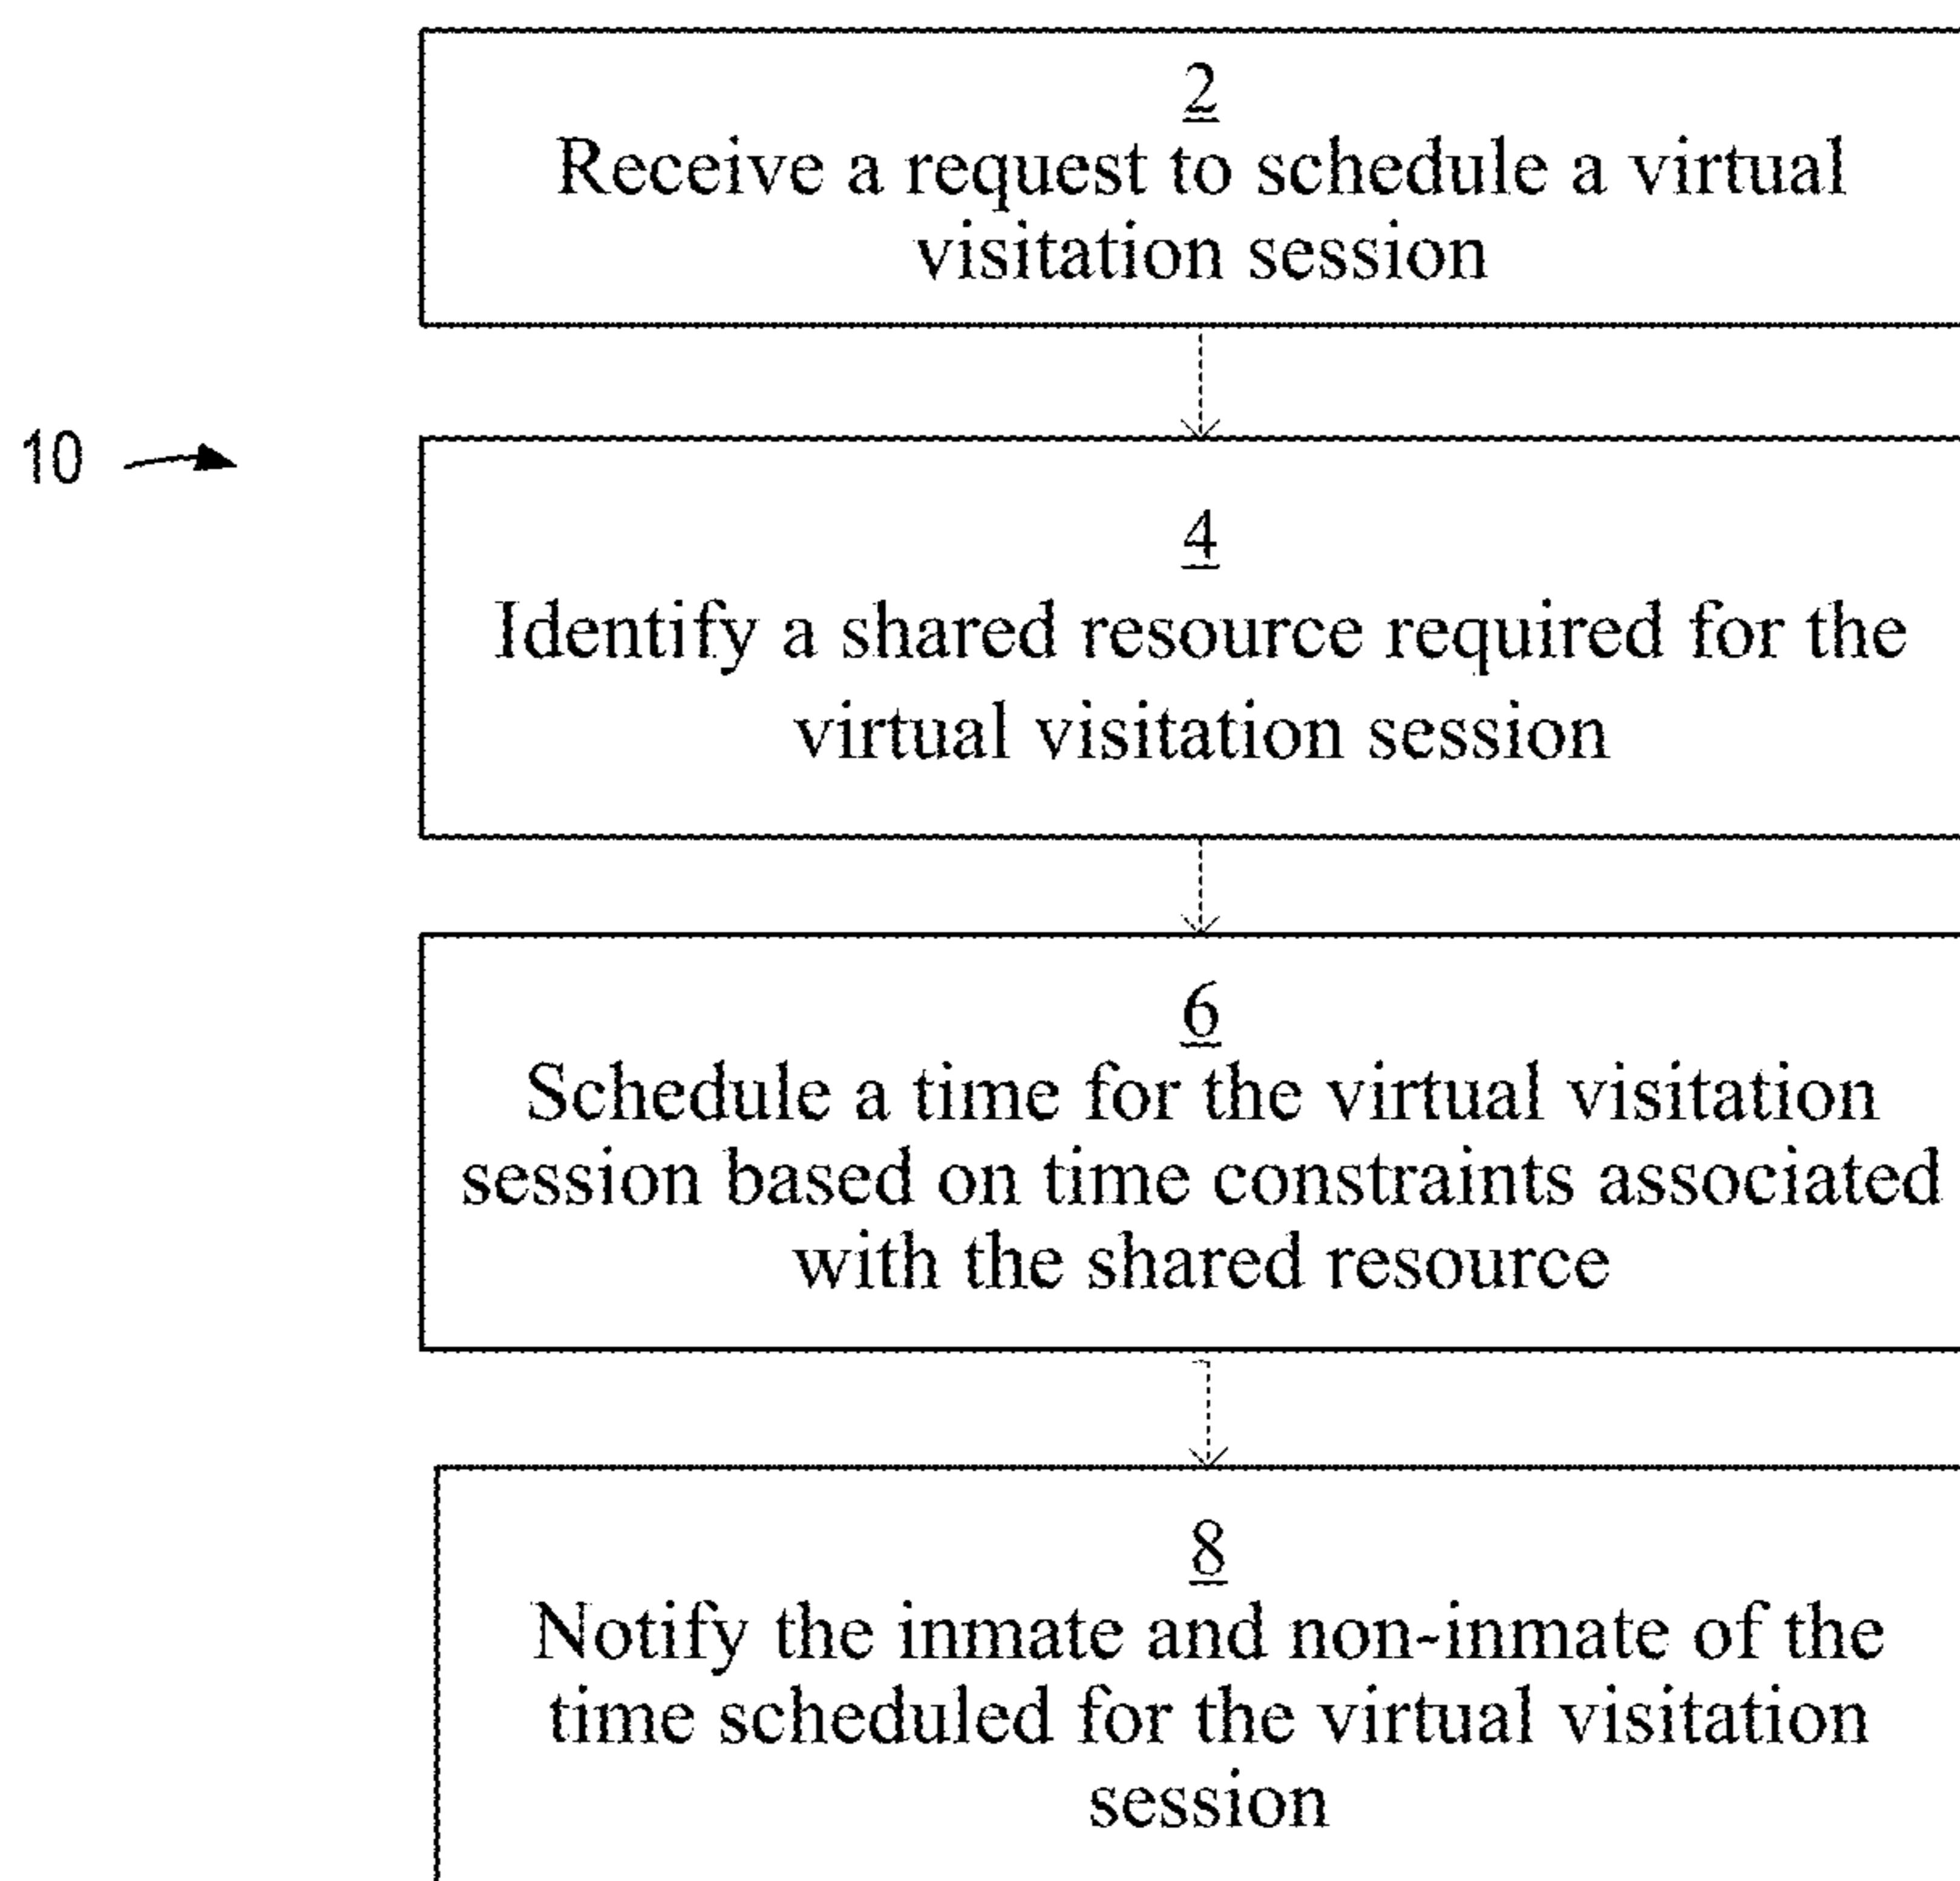 2
Receive a request to schedule a virtual
visitation session
10
4
Identify a shared resource required for the
virtual visitation session
6
Schedule a time for the virtual visitation
session based on time constraints associated
with the shared resource
8
Notify the inmate and non-inmate of the
time scheduled for the virtual visitation
session